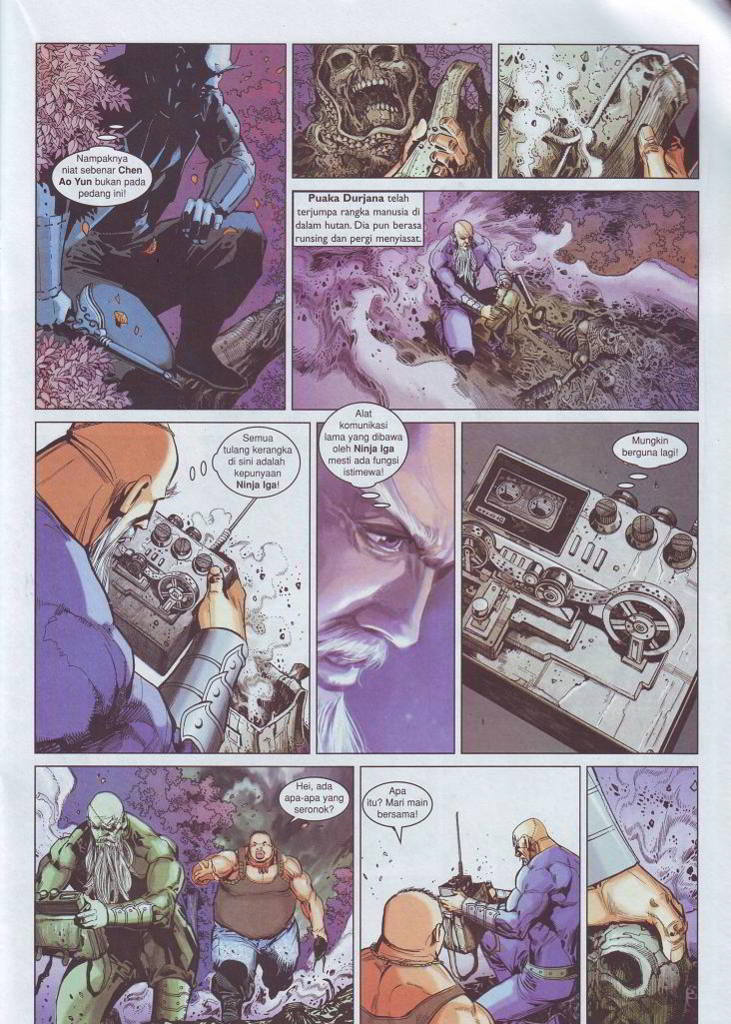 Nampaknya
niat sebenar Chen
Ao Yun bukan pada
pedang ini!
Puaka Durjana telah
terjumpa rangka manusia di
dalam hutan. Dia pun berasa
runsing dan pergi menyiasat.
Semua
tulang kerangka
di sini adalah
kepunyaan
Ninja Iga!
Alat
komunikasi
lama yang dibawa
oleh Ninja Iga
mesti ada fungsi
istimewa!
Mungkin
berguna lagi!
Hei, ada
apa-apa yang
seronok?
Apa
itu? Mari main
bersama!